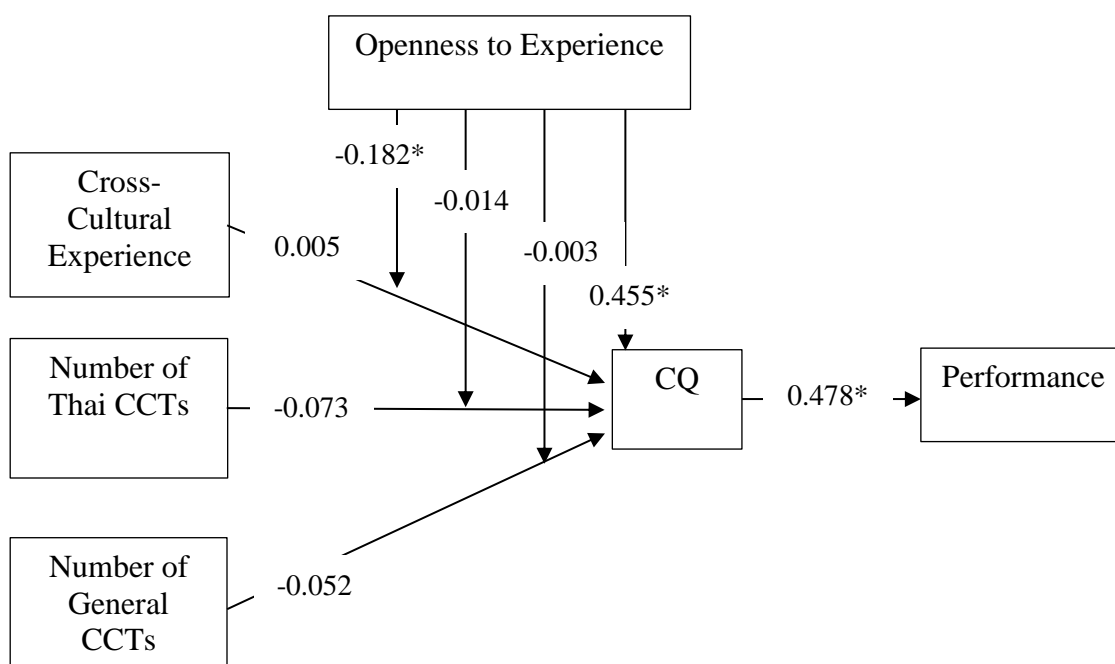 Openness to Experience
-0.182*
-0.014
-0.003
0.455*
Cross-
Cultural
Experience
0.005
Number of
Thai CCTs
-0.073
CQ
0.478*
Performance
Number of
General
CCTs
-0.052